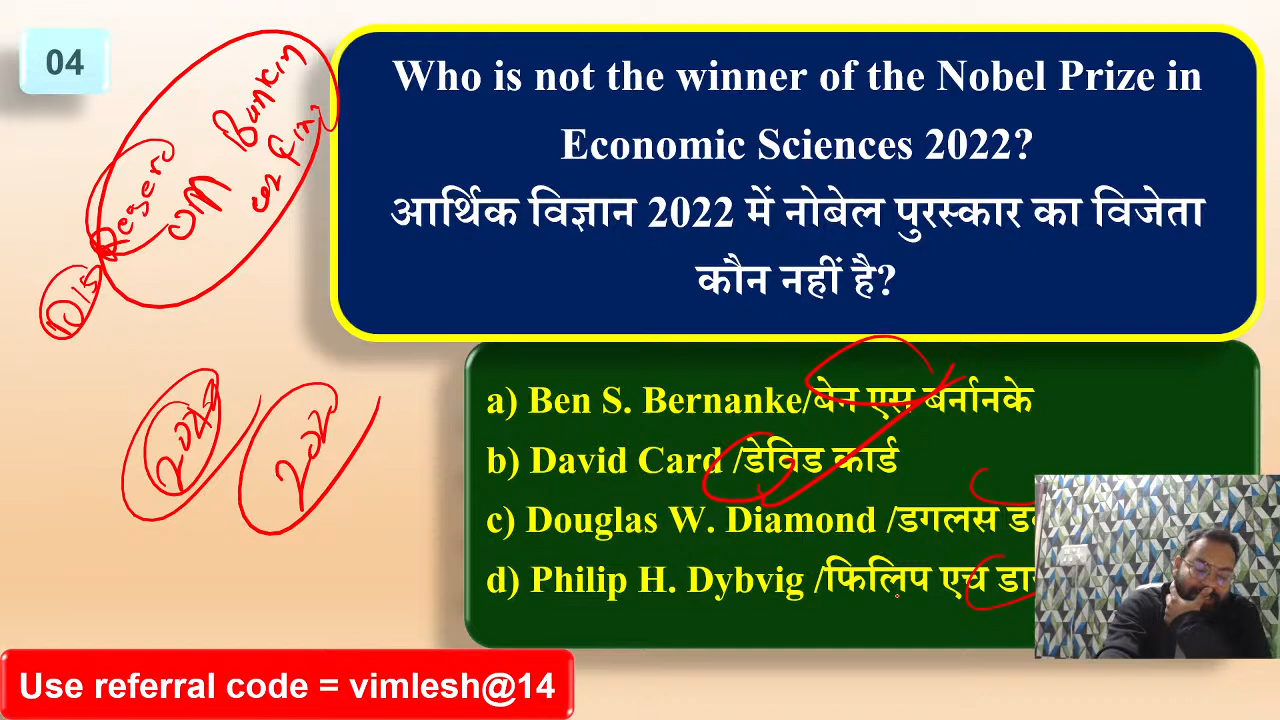 04
Who is not the winner of the Nobel Prize in
Economic Sciences 2022?
आर्थिक विज्ञान 2022 में नोबेल पुरस्कार का विजेता
कौन नहीं है?
a) Ben S. Bernanke/बेन एस बर्नानके
b) David Card /डेविड कार्ड
c) Douglas W. Diamond /डगलस
d) Philip H. Dybvig /फिलिप एच
Use referral code = vimlesh@14